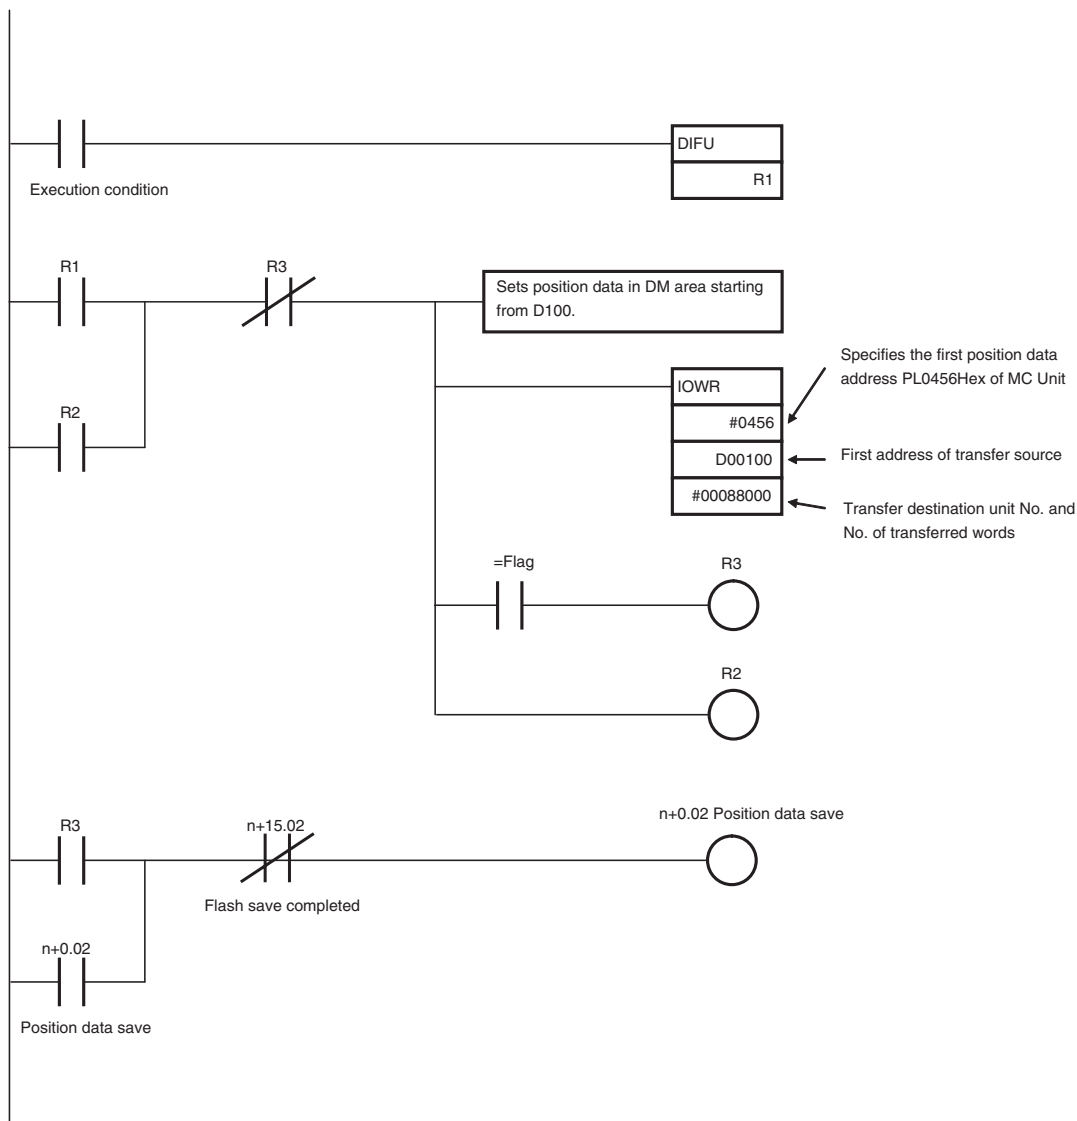 DIFU
R1
Execution condition
R1
R3
Sets position data in DM area starting
from D100.
Specifies the first position data
address PL0456Hex of MC Unit
IOWR
#0456
R2
D00100
First address of transfer source
#00088000
Transfer destination unit No. and
No. of transferred words
=Flag
R3
R2
n+0.02 Position data save
R3
n+15.02
Flash save completed
n+0.02
Position data save